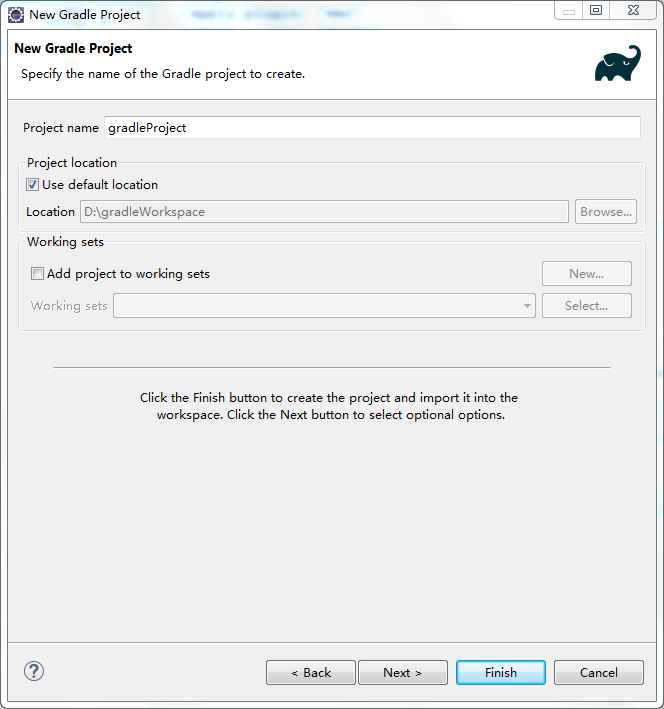 New Gradle Project
New Gradle Project
Specify the name of the Gradle project to create.
Project name gradleProject
Project location
Use default location
Location D:\gradleWorkspace Browse...
Working sets
Add project to working sets New...
Working sets Select...
Click the Finish button to create the project and import it into the
workspace. Click the Next button to select optional options.
? < Back Next > Finish Cancel